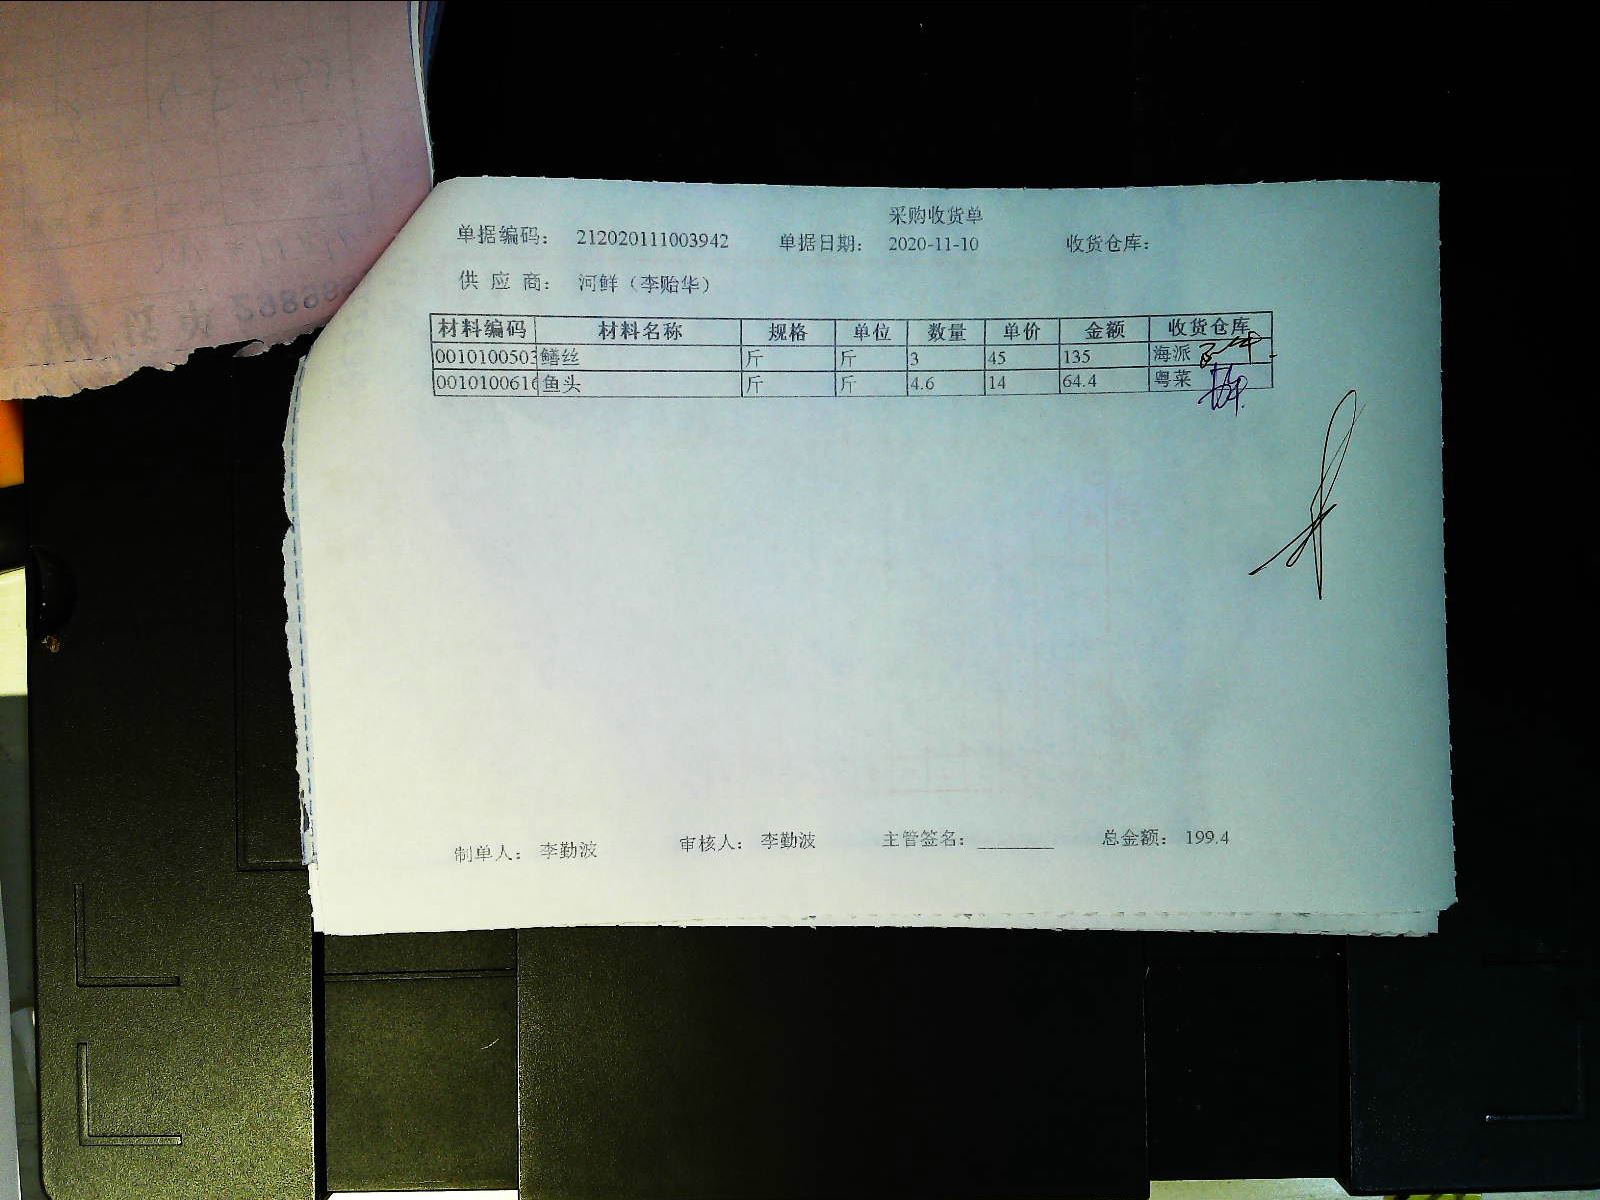 采购收货单
单据编码： 212020111003942 单据日期： 2020-11-10 收货仓库：
供 应 商： 河鲜（李贻华）
材料编码 材料名称 规格 单位 数量 单价 金额 收货仓库
0010100503 鳝丝 斤 斤 3 45 135 海派
0010100616 鱼头 斤 斤 4.6 14 64.4 粤菜
制单人： 李勤波 审核人： 李勤波 主管签名：________ 总金额： 199.4